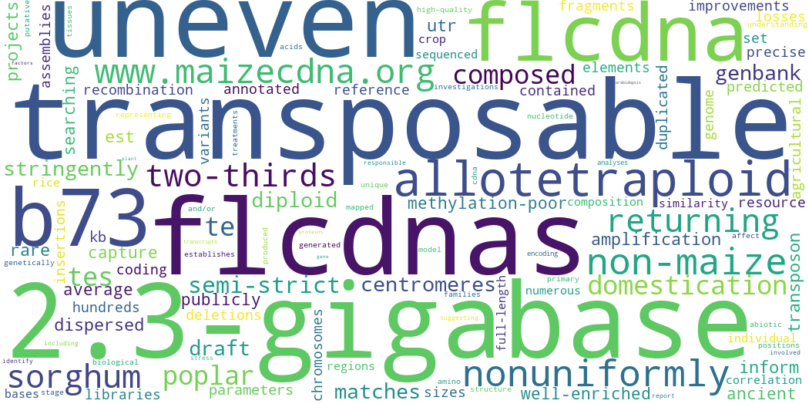 uneven
flcdna
fragments
improvements
high-quality
acids
utr
crop
sequenced
losses
understanding
set
precise
projects
putative
assemblies
tissues
www.maizecdna.org
composed
elements
genbank
recombination
annotated
reference
investigations
contained
arabidopsis
predicted
searching
transposable
duplicated
genome
agricultural
representing
est
variants
treatments
nucleotide
stringently
plant
two-thirds
responsible
analyses
allotetraploid
rice
unique
cdna
b73
and/or
te
diploid
mapped
methylation-poor
composition
similarity
resource
insertions
kb
rare
genetically
capture
establishes
transcripts
flcdnas
produced
proteins
generated
gene
model
returning
amplification
affect
encoding
non-maize
transposon
tes
coding
average
semi-strict
centromeres
primary
numerous
domestication
hundreds
publicly
deletions
families
suggesting
full-length
abiotic
individual
positions
involved
dispersed
including
2.3-gigabase
draft
chromosomes
regions
identify
biological
stress
factors
sorghum
poplar
parameters
matches
amino
structure
sizes
nonuniformly
well-enriched
report
inform
correlation
ancient
bases
stage
libraries